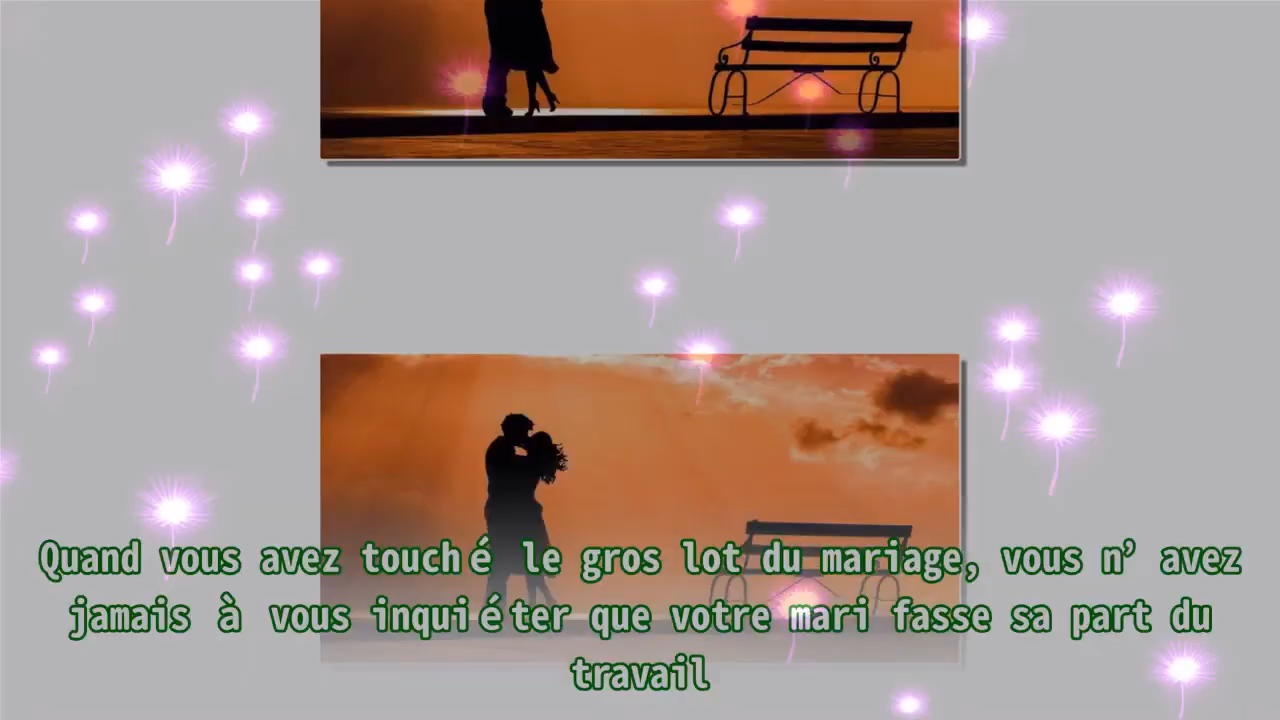 Quand vous avez touché le gros lot du mariage, vous n’ avez
jamais à vous inquiéter que votre mari fasse sa part du
travail